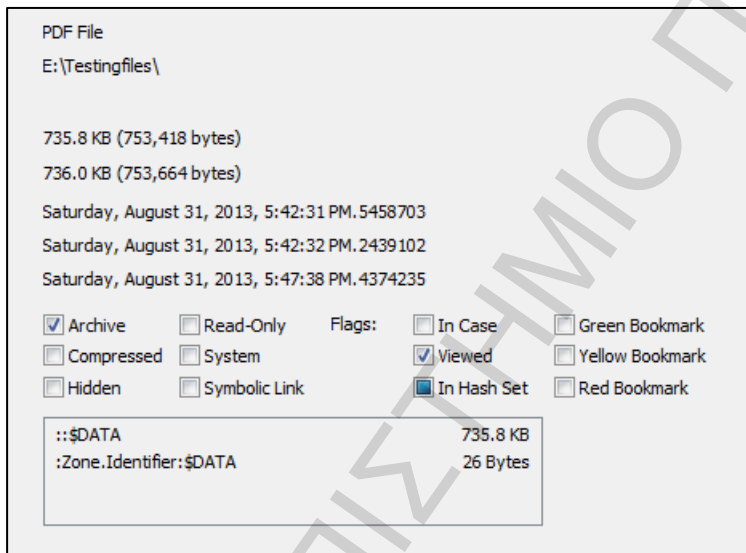 PDF File
E:\Testingfiles\
735.8 KB (753,418 bytes)
736.0 KB (753,664 bytes)
Saturday, August 31, 2013, 5:42:31 PM.5458703
Saturday, August 31, 2013, 5:42:32 PM.2439102
Saturday, August 31, 2013, 5:47:38 PM.4374235
Archive Read-Only Flags: In Case Green Bookmark
Compressed System Viewed Yellow Bookmark
Hidden Symbolic Link In Hash Set Red Bookmark
::$DATA 735.8 KB
:Zone.Identifier:$DATA 26 Bytes
ΠΙΣΤΗΜΙΟ Π